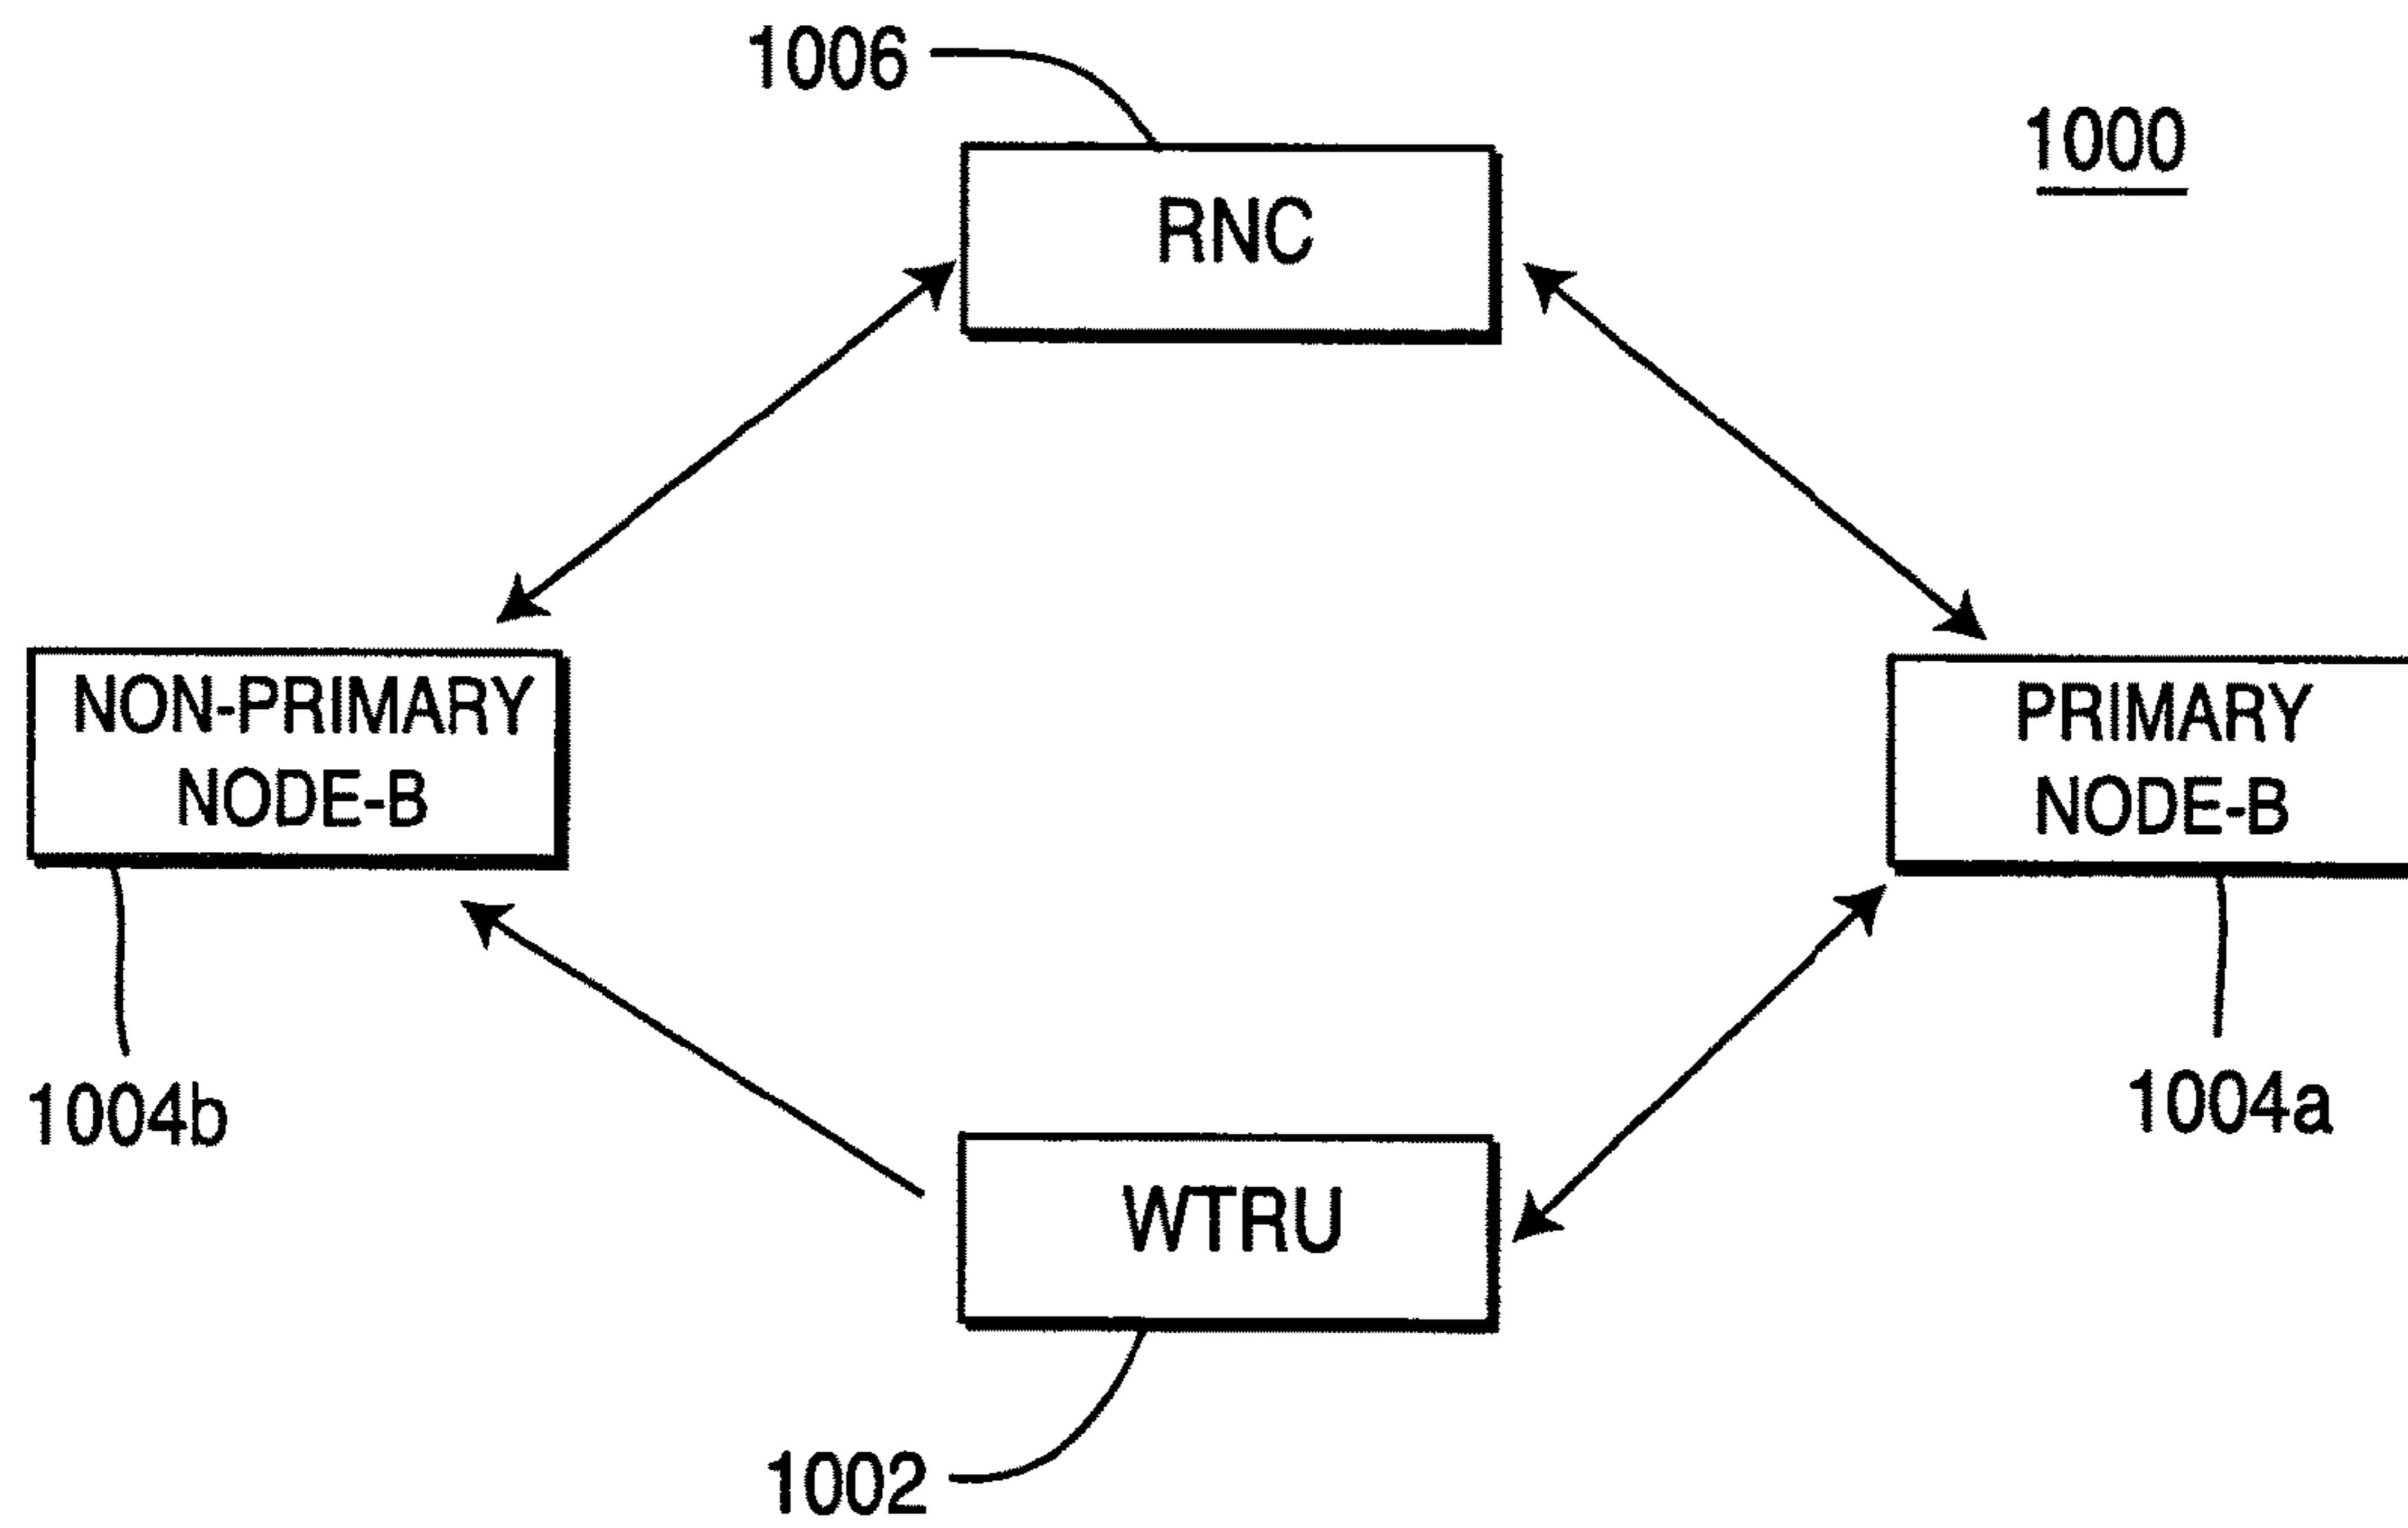 1006
1000
RNC
NON-PRIMARY
NODE-B
PRIMARY
NODE-B
1004b
1004a
WTRU
1002